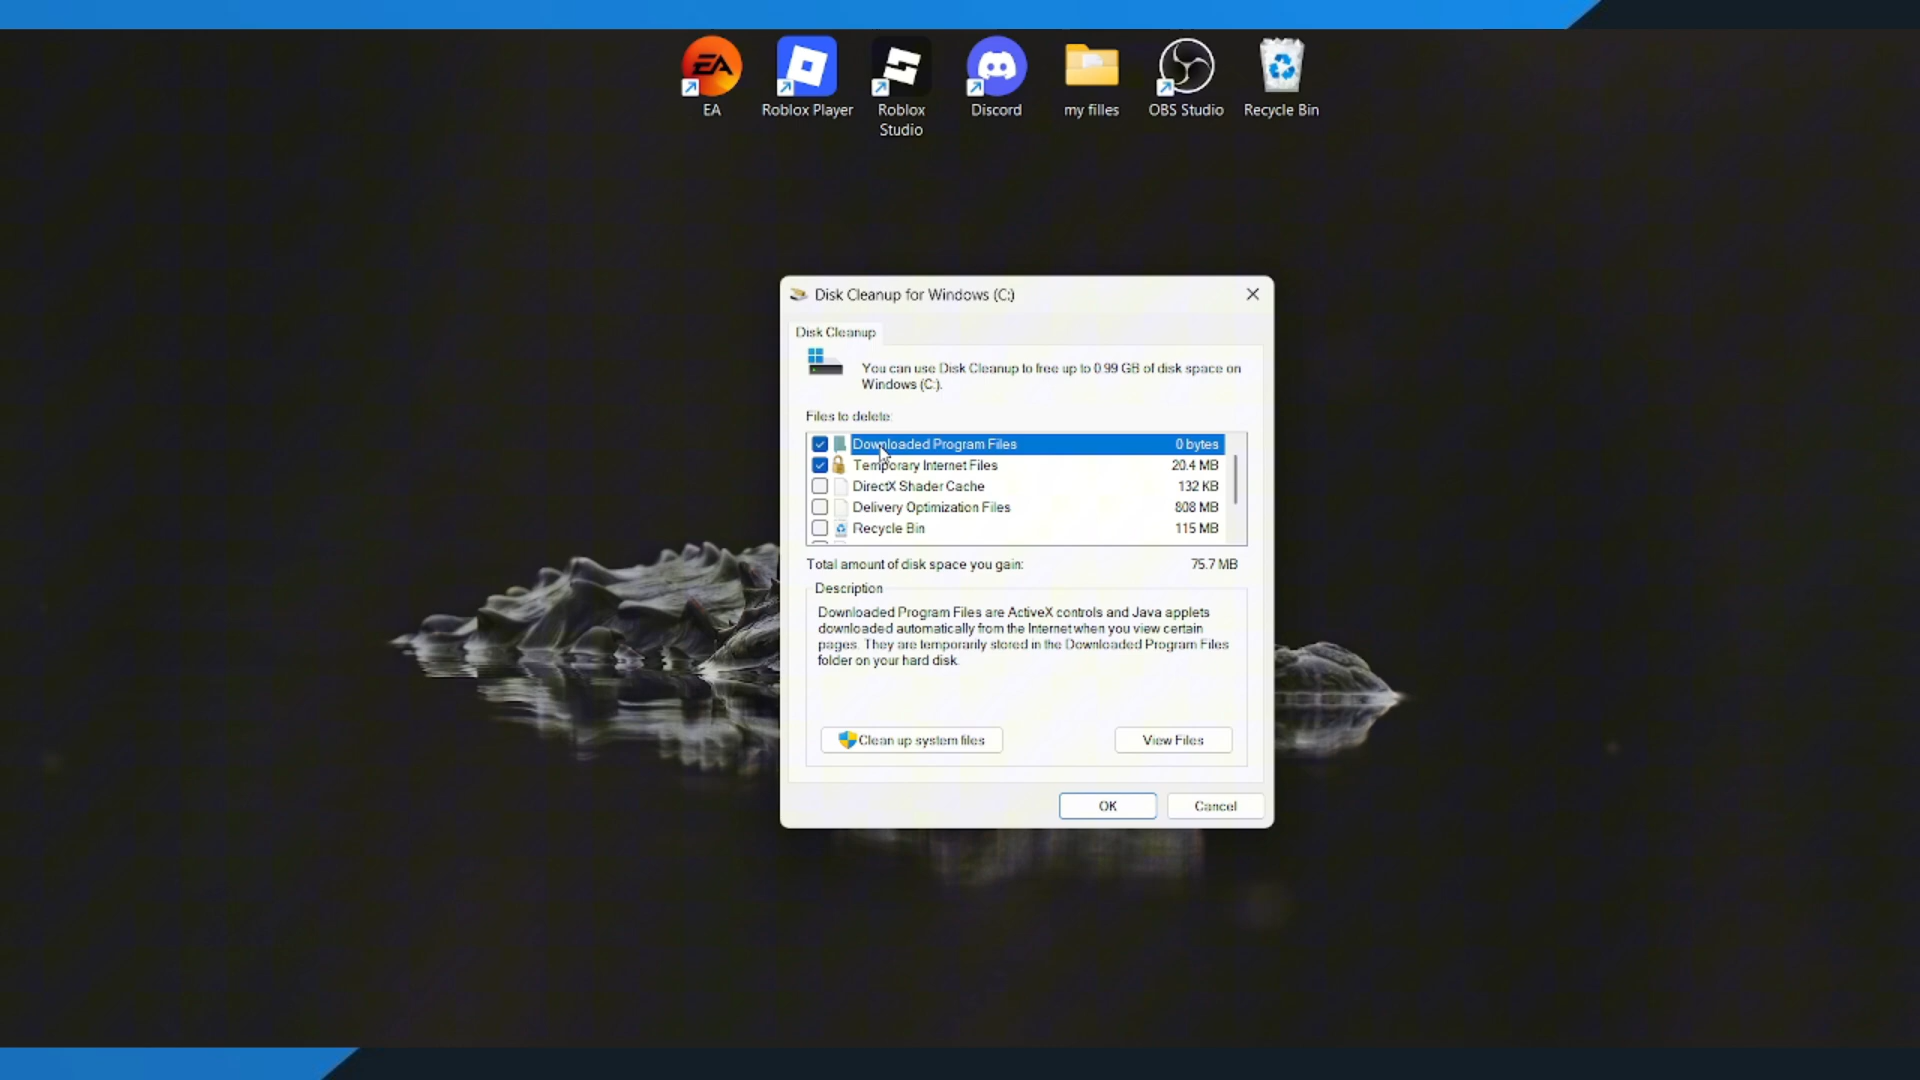 EA
EA
Roblox Player
Roblox
Studio
Discord
my filles
OBS Studio
Recycle Bin
Disk Cleanup for Windows (C:)
Disk Cleanup
You can use Disk Cleanup to free up to 0.99 GB of disk space on
Windows (C:).
Files to delete:
Downloaded Program Files 0 bytes
Temporary Internet Files 20.4 MB
DirectX Shader Cache 132 KB
Delivery Optimization Files 808 MB
Recycle Bin 115 MB
Total amount of disk space you gain: 75.7 MB
Description
Downloaded Program Files are ActiveX controls and Java applets
downloaded automatically from the Internet when you view certain
pages. They are temporarily stored in the Downloaded Program Files
folder on your hard disk.
Clean up system files
View Files
OK
Cancel